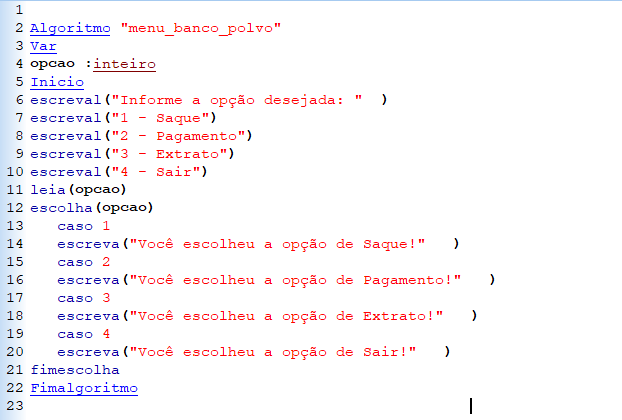 1
2 Algoritmo "menu_banco_polvo"
3 Var
4 opcao :inteiro
5 Inicio
6 escreval("Informe a opção desejada: "  )
7 escreval("1 - Saque")
8 escreval("2 - Pagamento")
9 escreval("3 - Extrato")
10 escreval("4 - Sair")
11 leia(opcao)
12 escolha(opcao)
13    caso 1
14    escreva("Você escolheu a opção de Saque!"   )
15    caso 2
16    escreva("Você escolheu a opção de Pagamento!"   )
17    caso 3
18    escreva("Você escolheu a opção de Extrato!"   )
19    caso 4
20    escreva("Você escolheu a opção de Sair!"   )
21 fimescolha
22 Fimalgoritmo
23